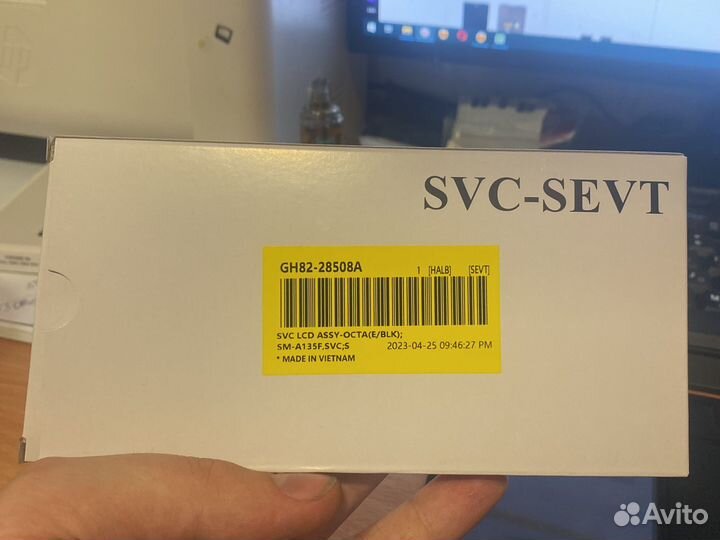 SVC-SEVT
GH82-28508A
1 [HALB] [SEVT]
SVC LCD ASSY-OCTA(E/BLK);
SM-A135F,SVC;S 2023-04-25 09:46:27 PM
* MADE IN VIETNAM
hp
Avito